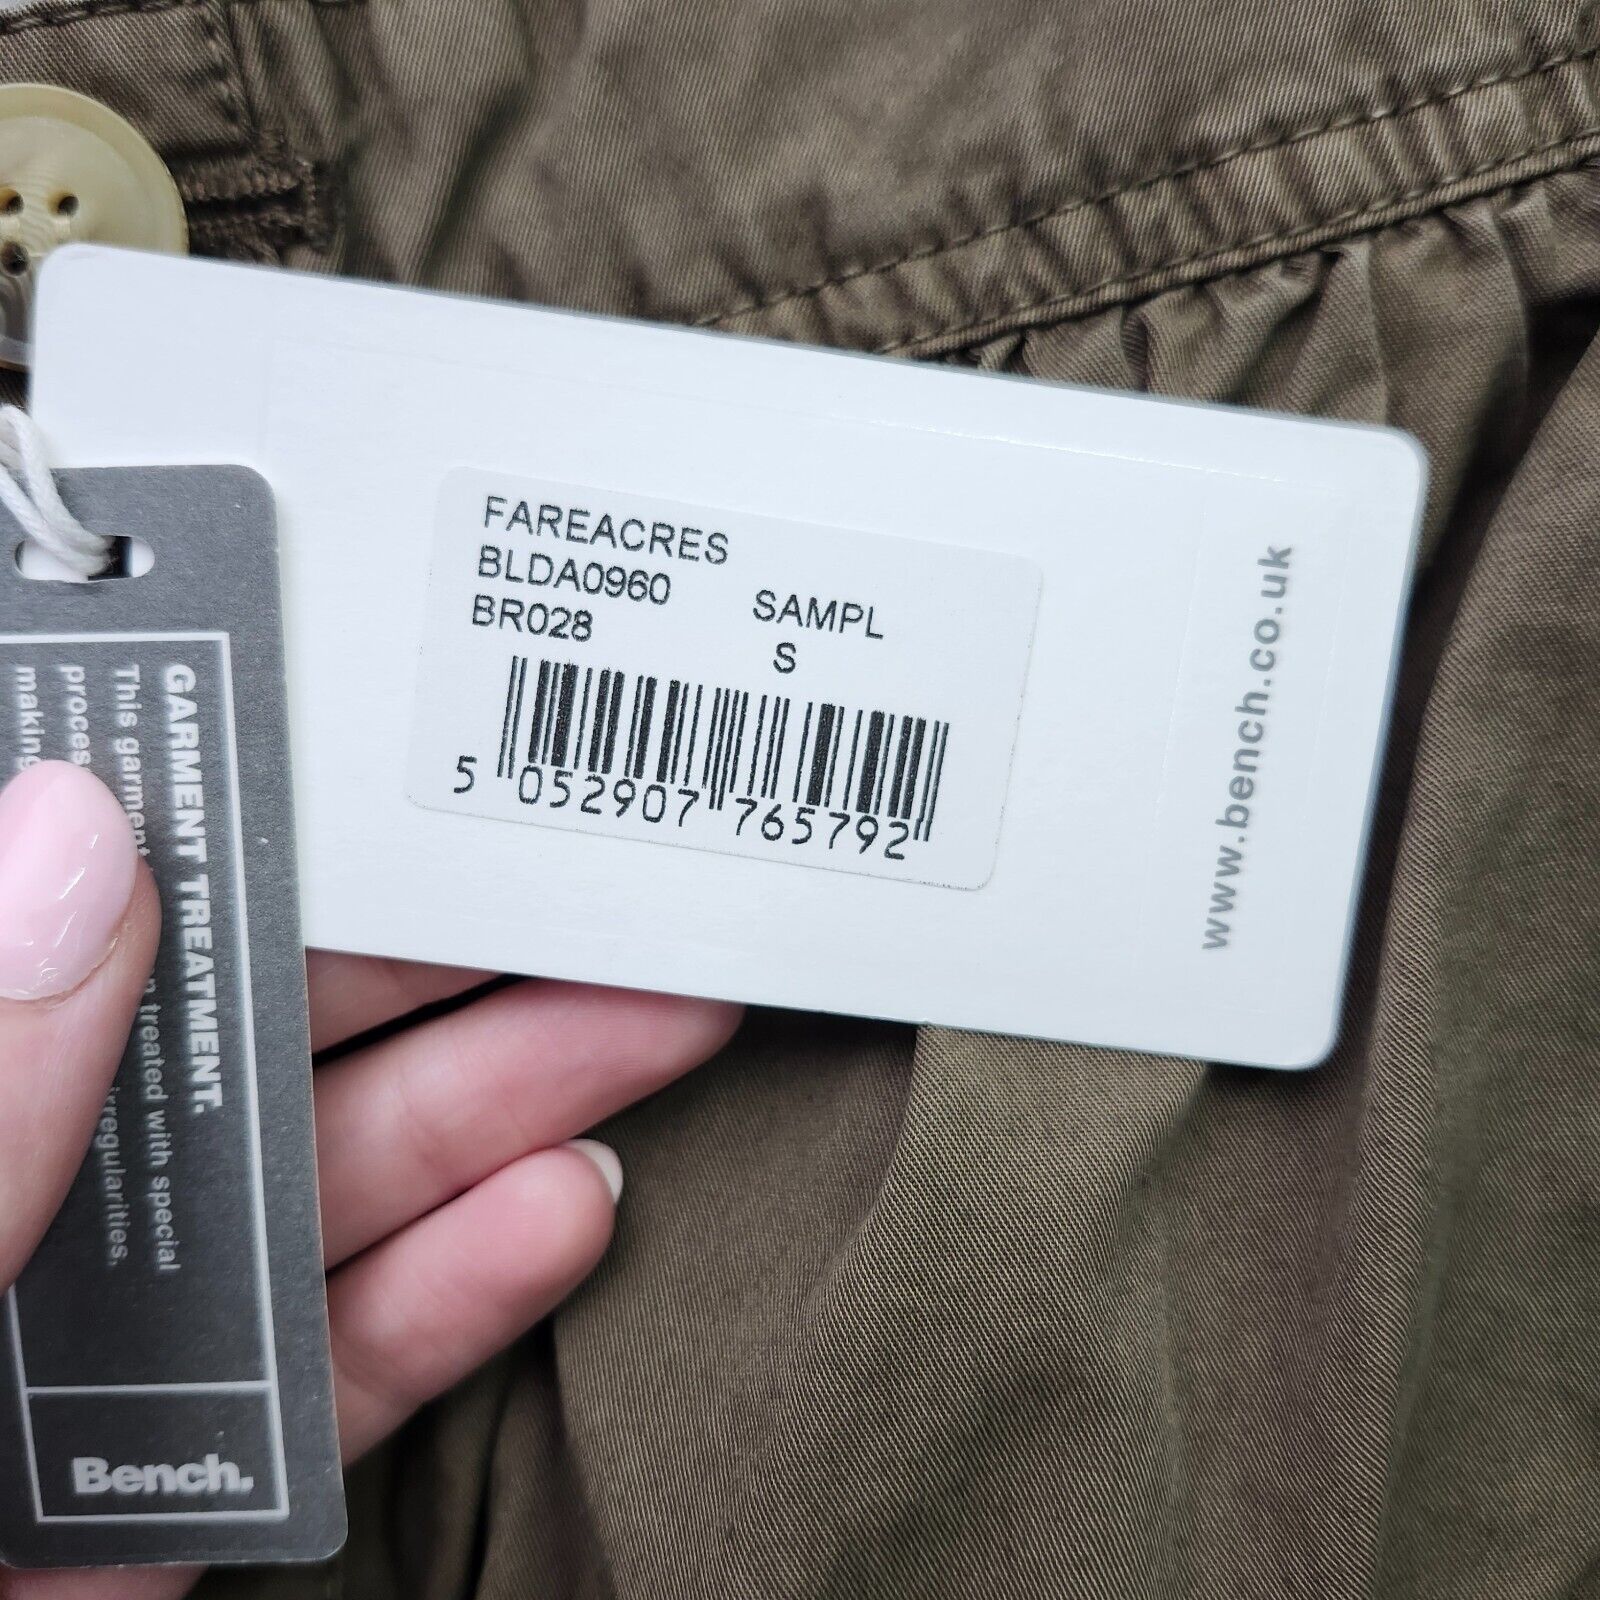 FAREACRES
BLDA0960 SAMPL
BR028 S
5 052907 765792
www.bench.co.uk
GARMENT TREATMENT.
This garment treated with special
irregularities.
Bench.